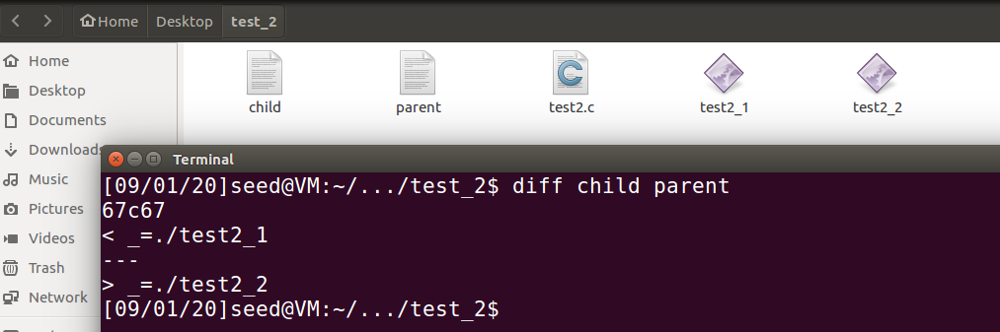 Home Desktop test_2
Home
Desktop
Documents
Downloads
Music
Pictures
Videos
Trash
Network
child parent test2.c test2_1 test2_2
Terminal
[09/01/20]seed@VM:~/.../test_2$ diff child parent
67c67
< _=./test2_1
---
> _=./test2_2
[09/01/20]seed@VM:~/.../test_2$